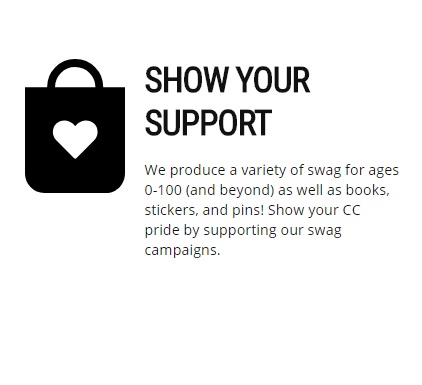 SHOW YOUR
SUPPORT
We produce a variety of swag for ages
0-100 (and beyond) as well as books,
stickers, and pins! Show your CC
pride by supporting our swag
campaigns.